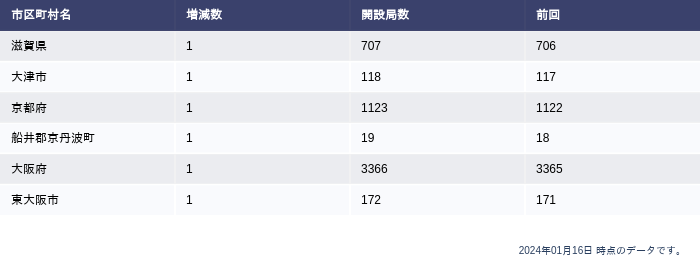 市区町村名 増減数 開設局数 前回
滋賀県 1 707 706
大津市 1 118 117
京都府 1 1123 1122
船井郡京丹波町 1 19 18
大阪府 1 3366 3365
東大阪市 1 172 171
2024年01月16日 時点のデータです。